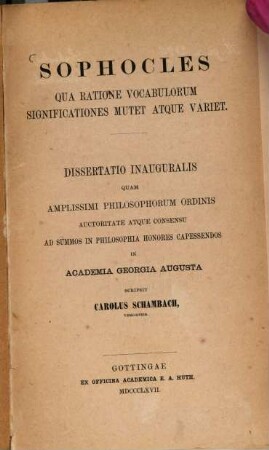 SOPHOCLES
QUA RATIONE VOCABULORUM
SIGNIFICATIONES MUTET ATQUE VARIET.
DISSERTATIO INAUGURALIS
QUAM
AMPLISSIMI PHILOSOPHORUM ORDINIS
AUCTORITATE ATQUE CONSENSU
AD SUMMOS IN PHILOSOPHIA HONORES CAPESSENDOS
IN
ACADEMIA GEORGIA AUGUSTA
SCRIPSIT
CAROLUS SCHAMBACH,
GOTTINGAE
EX OFFICINA ACADEMICA E. A. HUTH.
MDCCCLXVII.